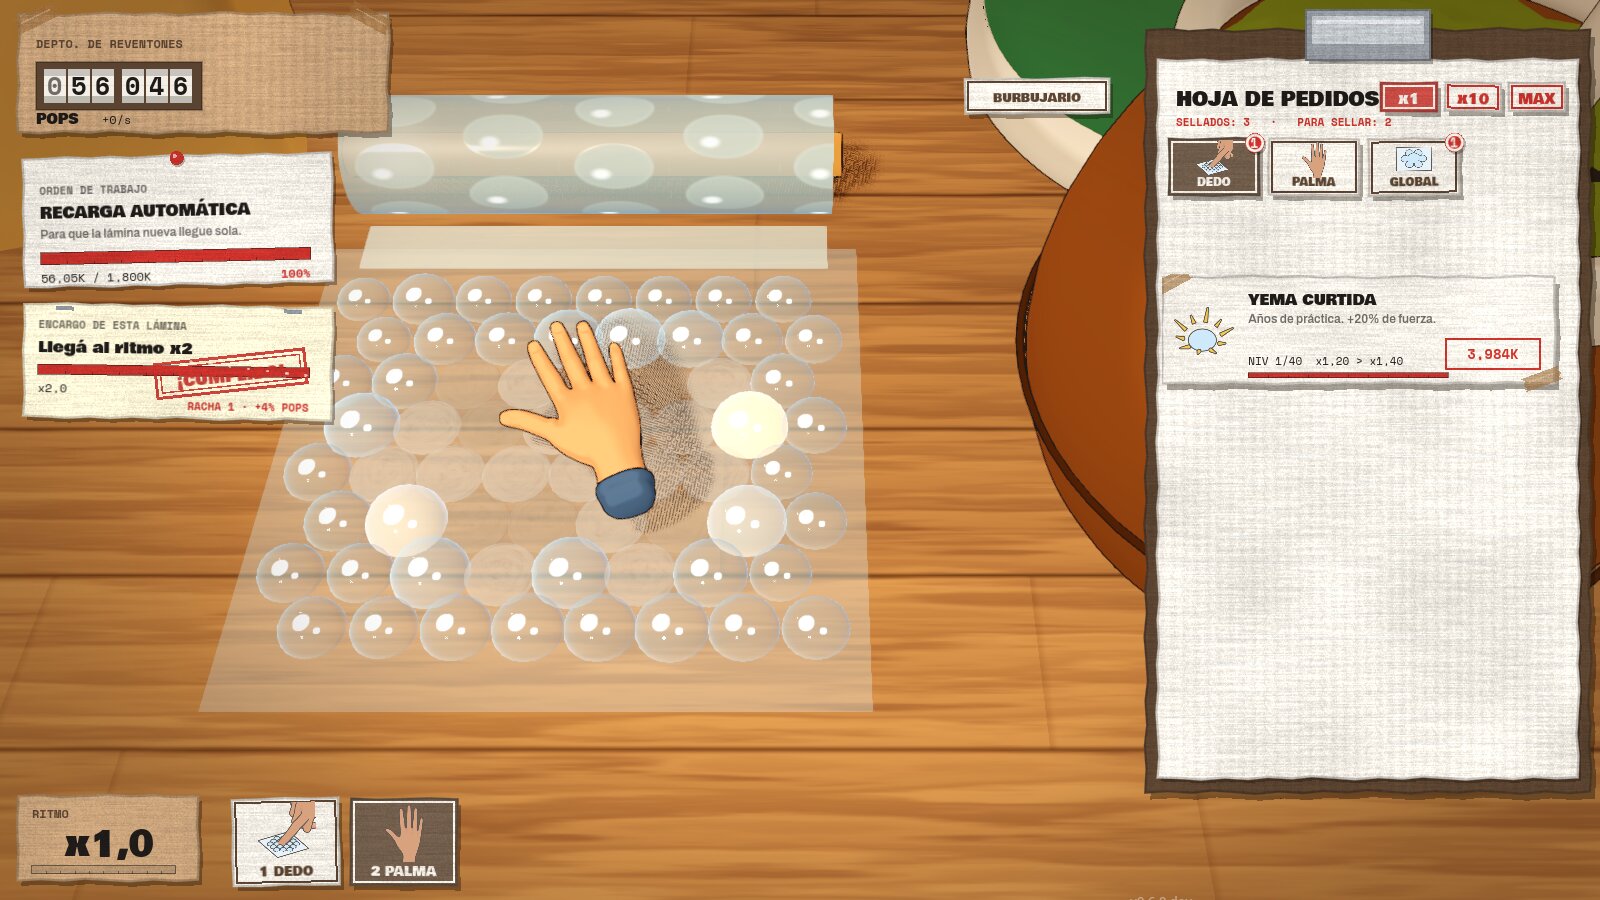 DEPTO. DE REVENTONES
056 046
POPS +0/s
ORDEN DE TRABAJO
RECARGA AUTOMÁTICA
Para que la lámina nueva llegue sola.
56,05K / 1.800K 100%
ENCARGO DE ESTA LÁMINA
Llegá al ritmo x2
x2,0
RACHA 1 · +4% POPS
BURBUJARIO
HOJA DE PEDIDOS
x1 x10 MAX
SELLADOS: 3 · PARA SELLAR: 2
DEDO 1
PALMA
GLOBAL 1
YEMA CURTIDA
Años de práctica. +20% de fuerza.
NIV 1/40 x1,20 > x1,40
3.984K
RITMO
x1,0
1 DEDO
2 PALMA